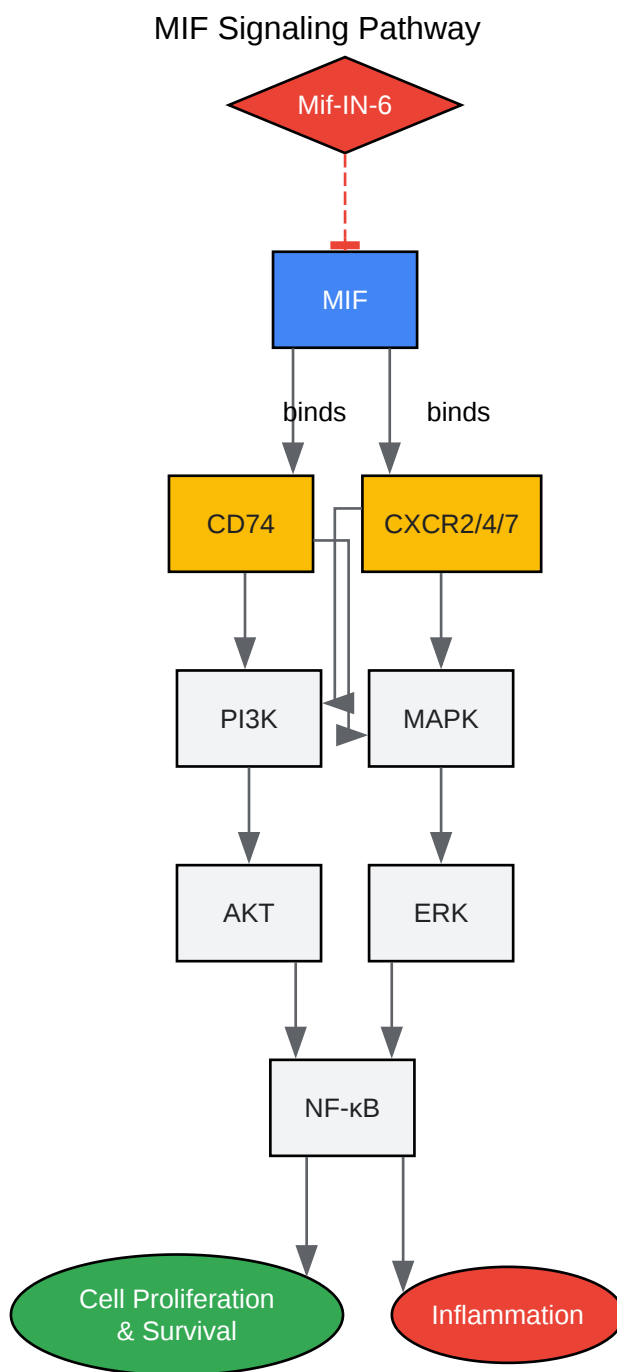 MIF Signaling Pathway
Mif-IN-6
MIF
binds
binds
CD74
CXCR2/4/7
PI3K
MAPK
AKT
ERK
NF-κB
Cell Proliferation
& Survival
Inflammation